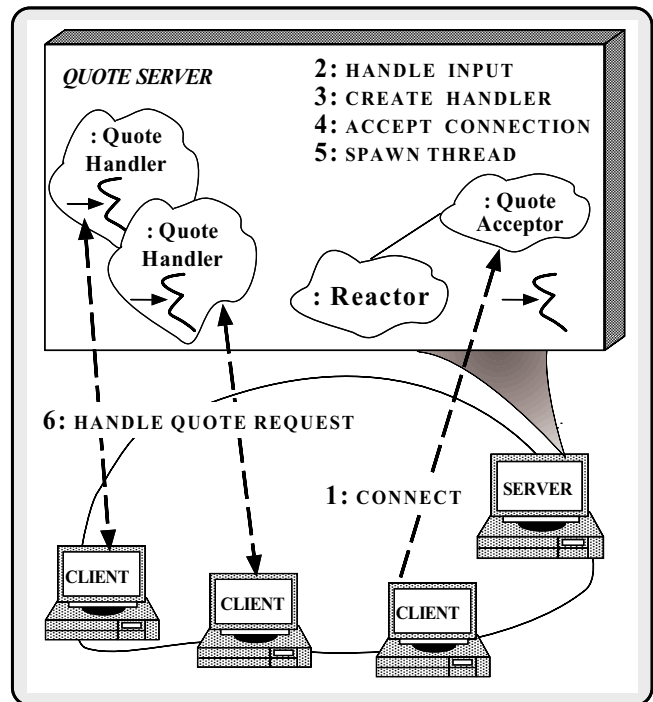 QUOTE SERVER
2: HANDLE INPUT
3: CREATE HANDLER
4: ACCEPT CONNECTION
5: SPAWN THREAD
: Quote
Handler
: Quote
Handler
: Quote
Acceptor
: Reactor
6: HANDLE QUOTE REQUEST
1: CONNECT
SERVER
CLIENT
CLIENT
CLIENT